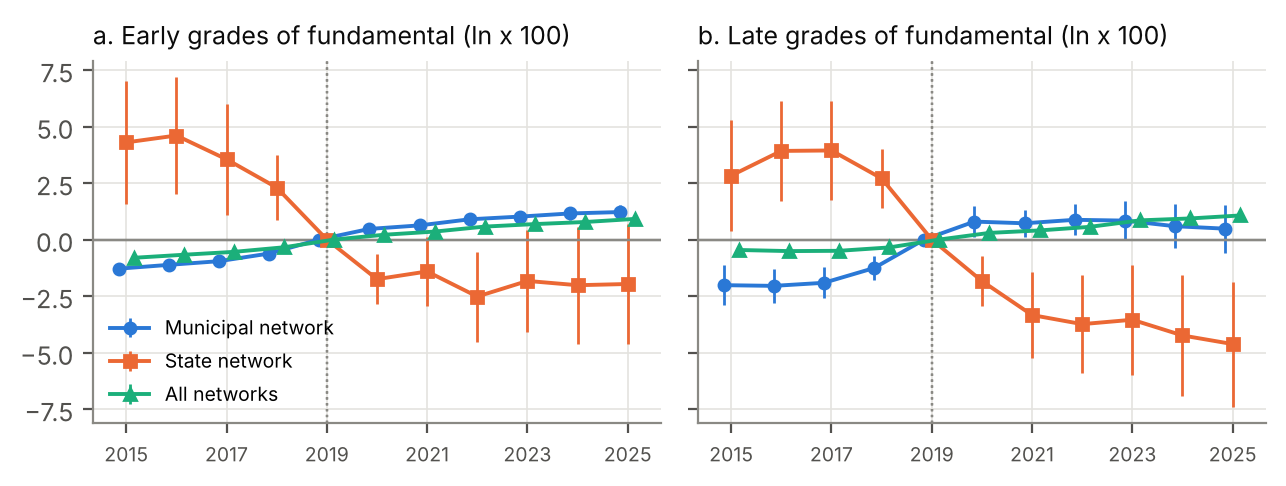 a. Early grades of fundamental (ln x 100)
b. Late grades of fundamental (ln x 100)
7.5
5.0
2.5
0.0
−2.5
−5.0
−7.5
Municipal network
State network
All networks
2015 2017 2019 2021 2023 2025
2015 2017 2019 2021 2023 2025